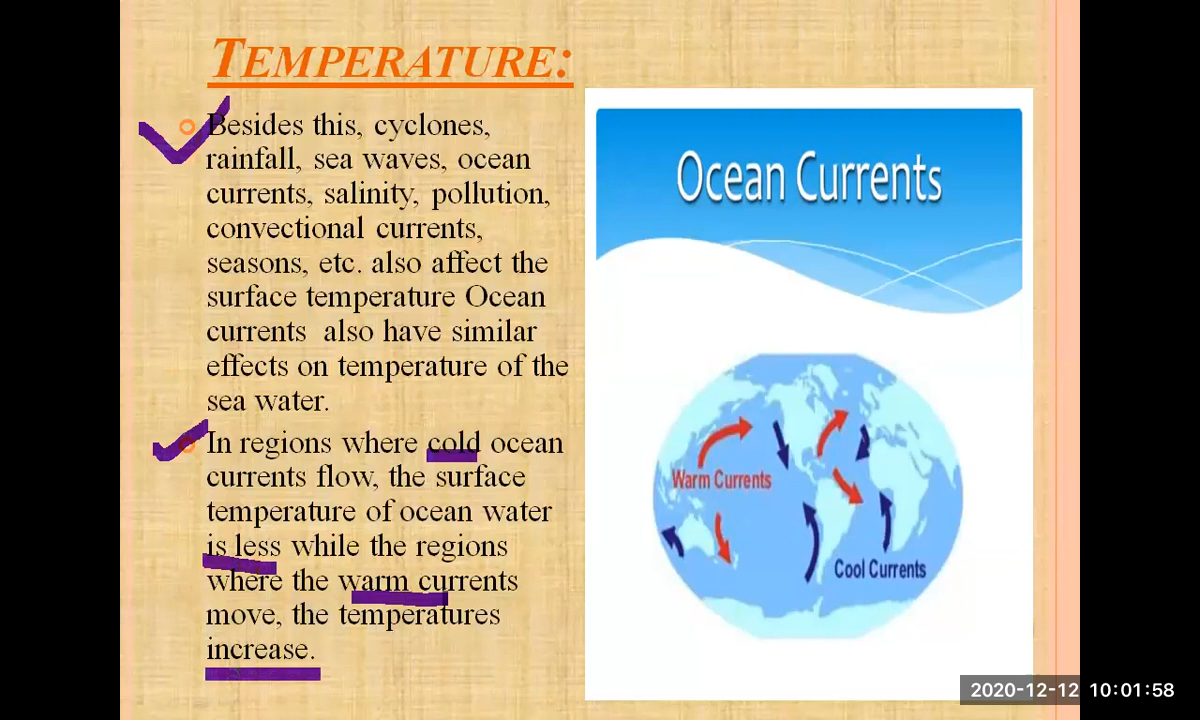 TEMPERATURE:
Besides this, cyclones,
rainfall, sea waves, ocean
currents, salinity, pollution,
convectional currents,
seasons, etc. also affect the
surface temperature Ocean
currents also have similar
effects on temperature of the
sea water.
In regions where cold ocean
currents flow, the surface
temperature of ocean water
is less while the regions
where the warm currents
move, the temperatures
increase.
Ocean Currents
Warm Currents
Cool Currents
2020-12-12 10:01:58